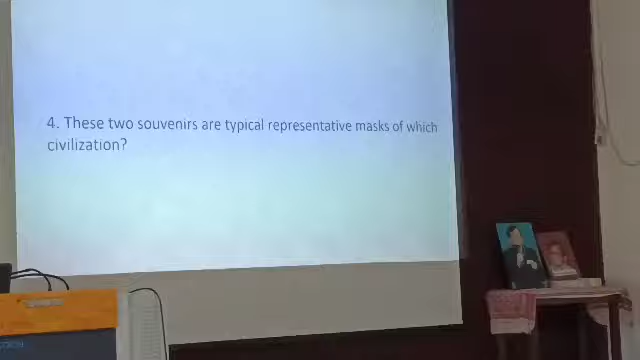 4. These two souvenirs are typical representative masks of which
civilization?